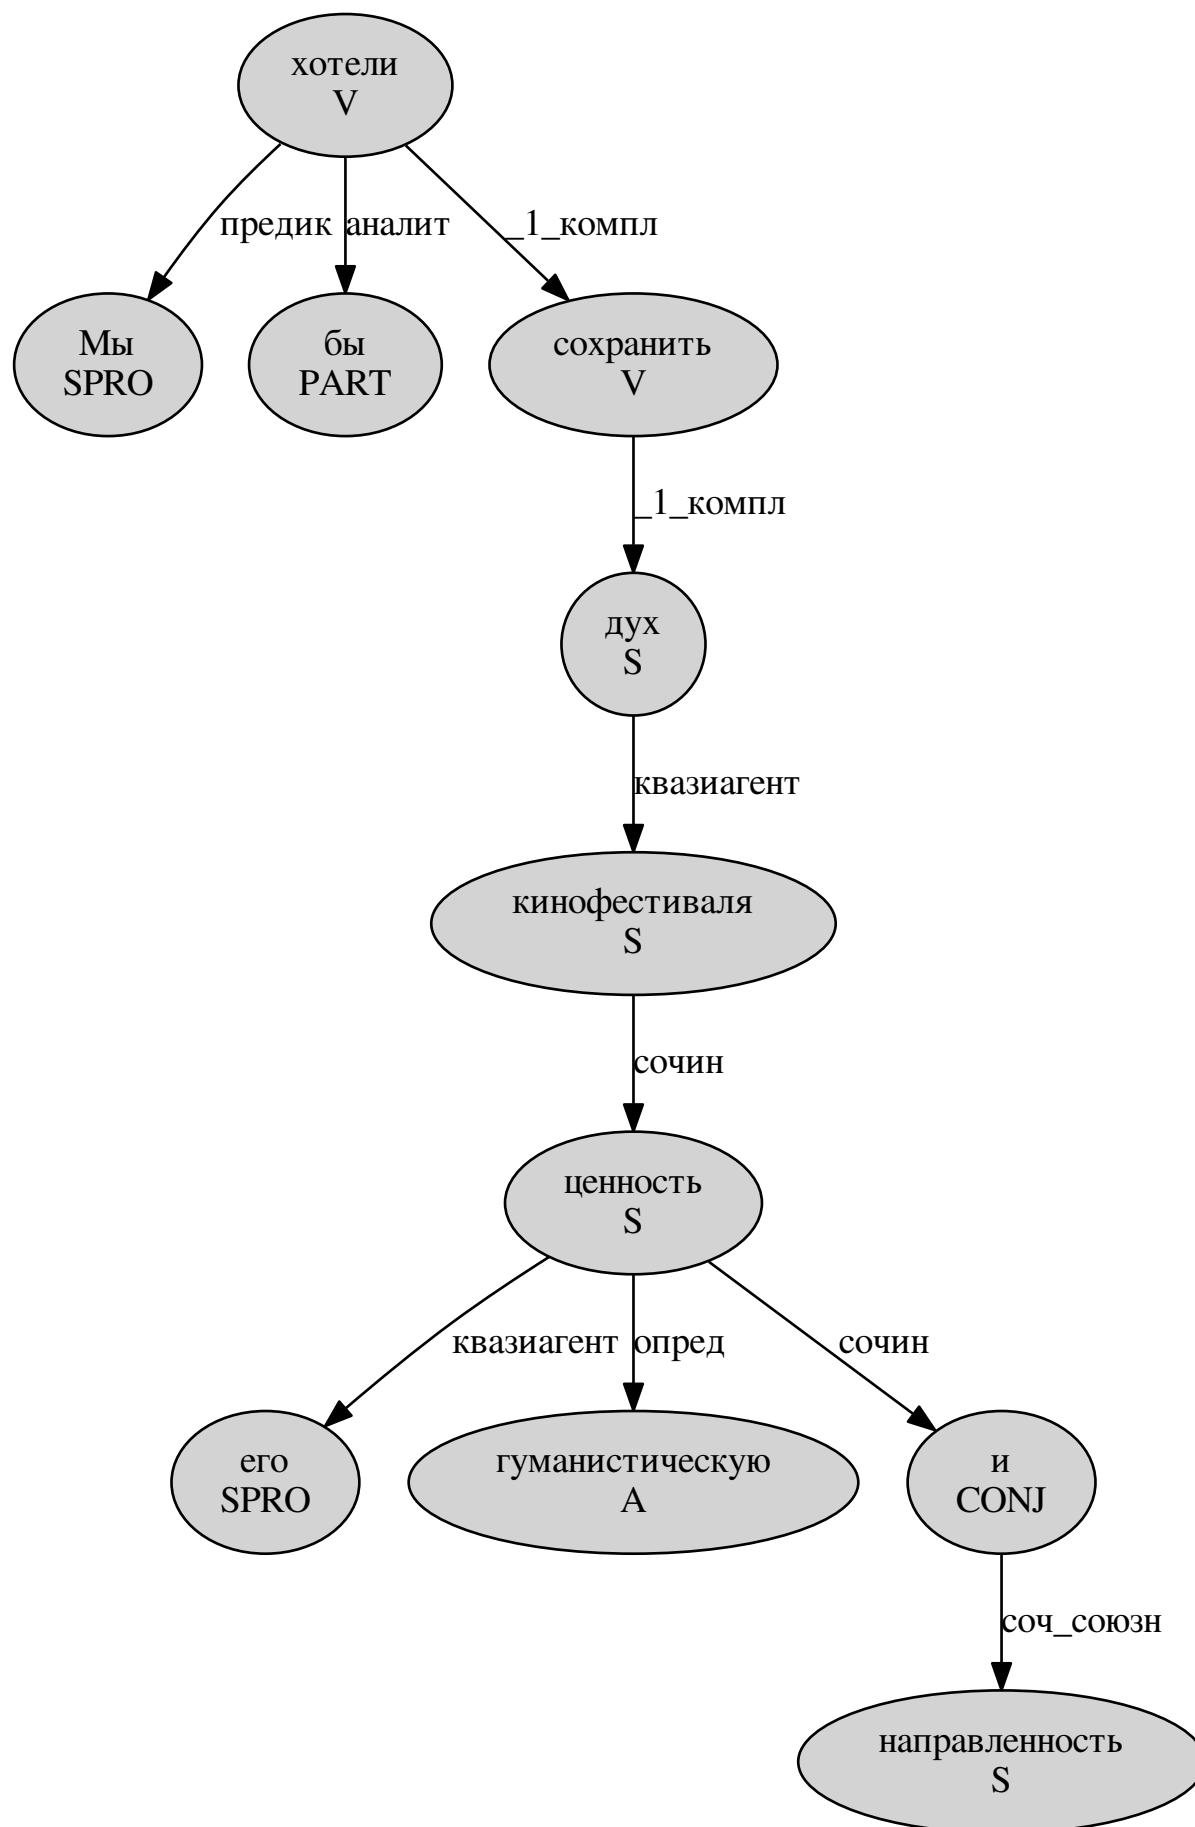 хотели
V
предик
аналит
_1_компл
Мы
SPRO
бы
PART
сохранить
V
_1_компл
дух
S
квазиагент
кинофестиваля
S
сочин
ценность
S
квазиагент
опред
сочин
его
SPRO
гуманистическую
A
и
CONJ
соч_союзн
направленность
S